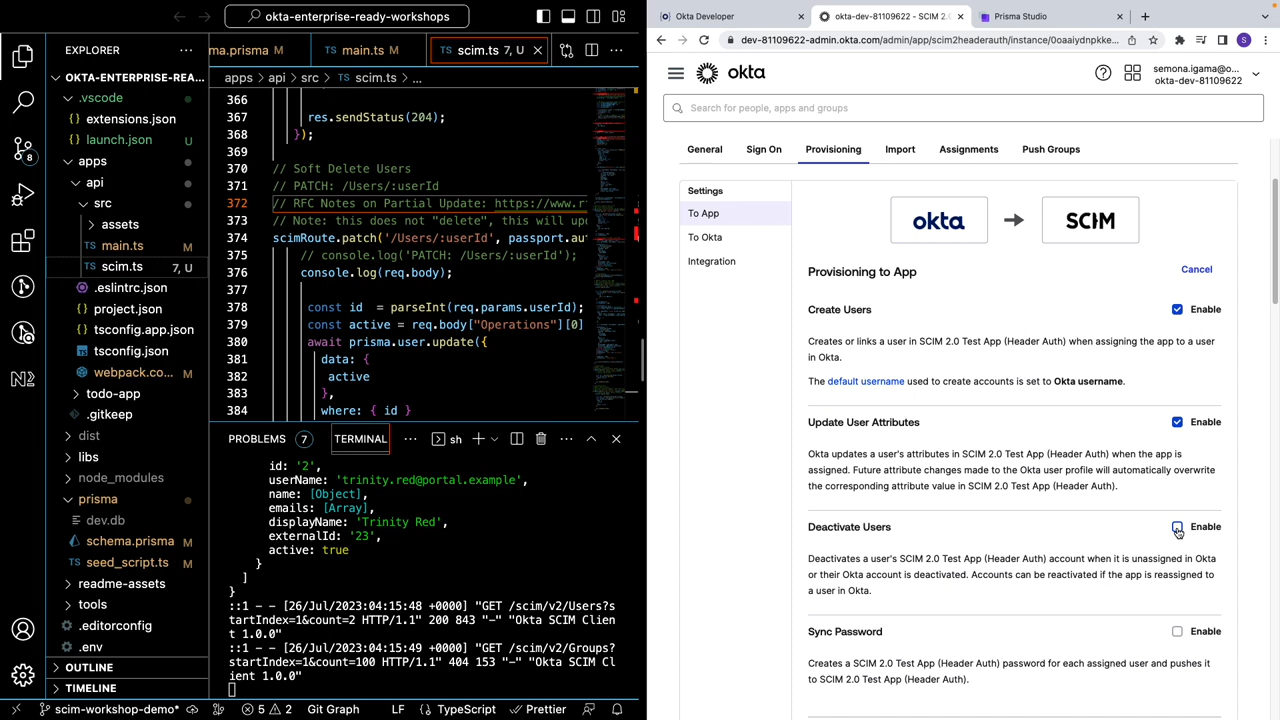 okta-enterprise-ready-workshops
EXPLORER
OKTA-ENTERPRISE-REA...
.vscode
extensions.json
launch.json
apps
api
src
assets
main.ts M
scim.ts 7, U
.eslintrc.json
project.json
tsconfig.app.json
tsconfig.json
webpack.co... M
todo-app
.gitkeep
dist
libs
node_modules
prisma
dev.db
schema.prisma M
seed_script.ts M
readme-assets
tools
.editorconfig
.env
OUTLINE
TIMELINE
ma.prisma M
main.ts M
scim.ts 7, U
apps > api > src > scim.ts > ...
366
367 res.sendStatus(204);
368 });
369
370 // Soft Delete Users
371 // PATCH: /Users/:userId
372 // RFC Notes on Partial Update: https://www.rf
373 // Note: this does not "delete", this will up
374 scimRoute.patch('/Users/:userId', passport.au
375 // console.log('PATCH: /Users/:userId');
376 console.log(req.body);
377
378 const id = parseInt(req.params.userId);
379 const active = req.body["Operations"][0]
380 await prisma.user.update({
381 data: {
382 active
383 },
384 where: { id }
PROBLEMS 7 TERMINAL ... sh
id: '2',
userName: 'trinity.red@portal.example',
name: [Object],
emails: [Array],
displayName: 'Trinity Red',
externalId: '23',
active: true
}
]
}
::1 - - [26/Jul/2023:04:15:48 +0000] "GET /scim/v2/Users?s
tartIndex=1&count=2 HTTP/1.1" 200 843 "-" "Okta SCIM Clien
t 1.0.0"
::1 - - [26/Jul/2023:04:15:49 +0000] "GET /scim/v2/Groups?
startIndex=1&count=100 HTTP/1.1" 404 153 "-" "Okta SCIM Cl
ient 1.0.0"
scim-workshop-demo* 5 2 Git Graph LF TypeScript Prettier
Okta Developer
okta-dev-81109622 - SCIM 2.0
Prisma Studio
dev-81109622-admin.okta.com/admin/app/scim2headerauth/instance/0oaaiydnpkke...
S
okta
semona.igama@o...
okta-dev-81109622
Search for people, apps and groups
General Sign On Provisioning Import Assignments Push Groups
Settings
To App
To Okta
Integration
okta SCIM
Provisioning to App Cancel
Create Users Enable
Creates or links a user in SCIM 2.0 Test App (Header Auth) when assigning the app to a user
in Okta.
The default username used to create accounts is set to Okta username.
Update User Attributes Enable
Okta updates a user's attributes in SCIM 2.0 Test App (Header Auth) when the app is
assigned. Future attribute changes made to the Okta user profile will automatically overwrite
the corresponding attribute value in SCIM 2.0 Test App (Header Auth).
Deactivate Users Enable
Deactivates a user's SCIM 2.0 Test App (Header Auth) account when it is unassigned in Okta
or their Okta account is deactivated. Accounts can be reactivated if the app is reassigned to
a user in Okta.
Sync Password Enable
Creates a SCIM 2.0 Test App (Header Auth) password for each assigned user and pushes it
to SCIM 2.0 Test App (Header Auth).